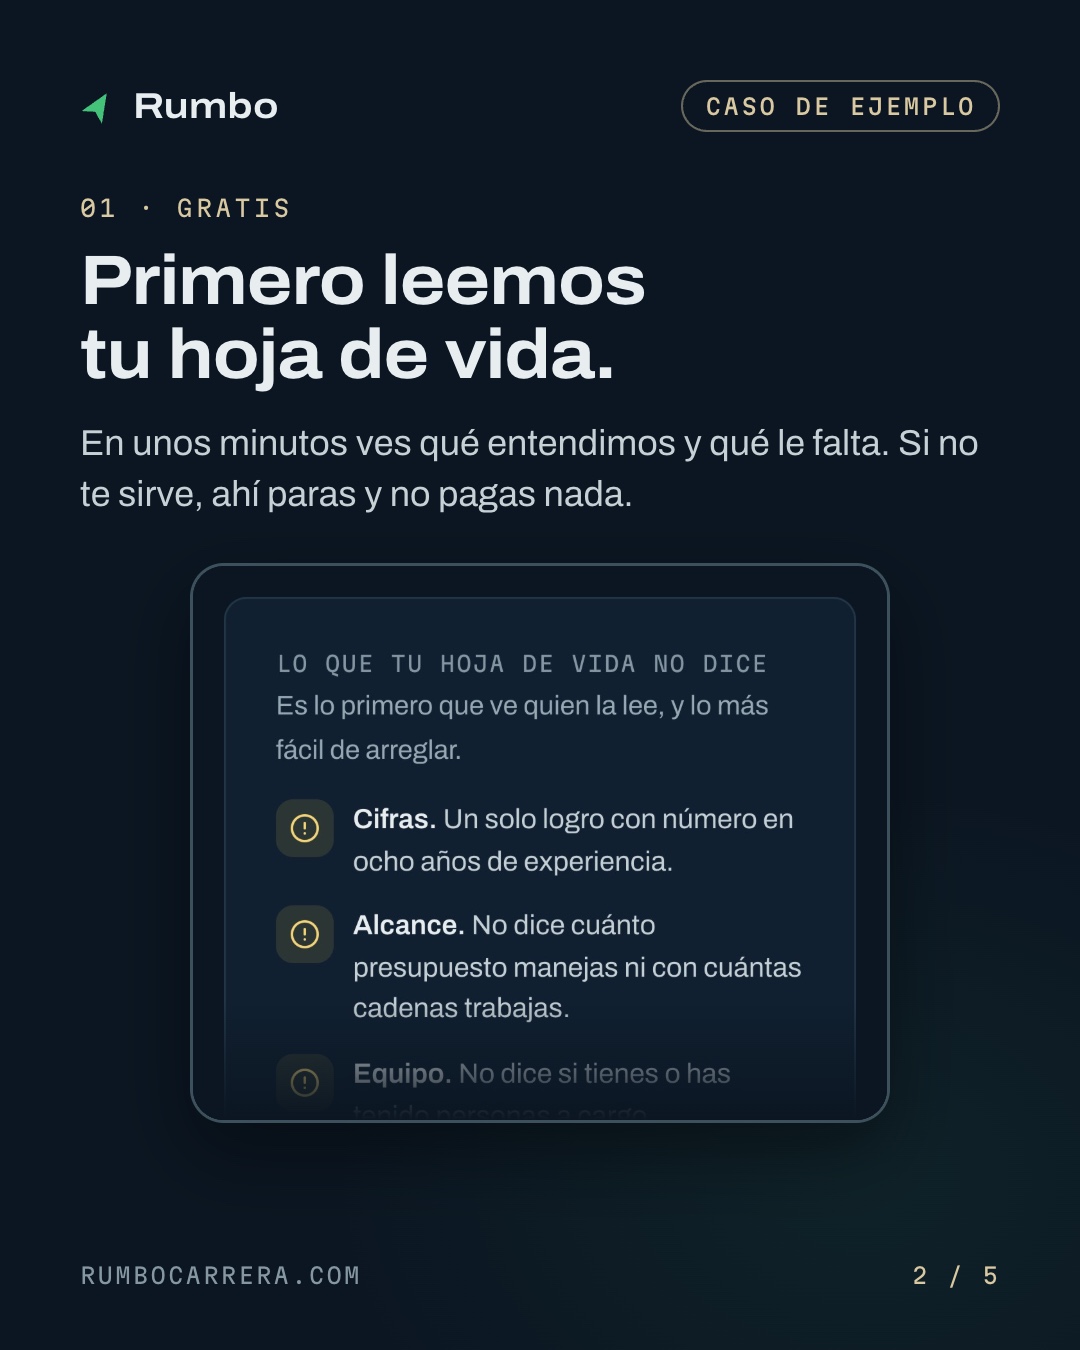 Rumbo
CASO DE EJEMPLO
01 · GRATIS
Primero leemos
tu hoja de vida.
En unos minutos ves qué entendimos y qué le falta. Si no
te sirve, ahí paras y no pagas nada.
LO QUE TU HOJA DE VIDA NO DICE
Es lo primero que ve quien la lee, y lo más
fácil de arreglar.
Cifras. Un solo logro con número en
ocho años de experiencia.
Alcance. No dice cuánto
presupuesto manejas ni con cuántas
cadenas trabajas.
Equipo. No dice si tienes o has
tenido personas a cargo
RUMBOCARRERA.COM
2 / 5